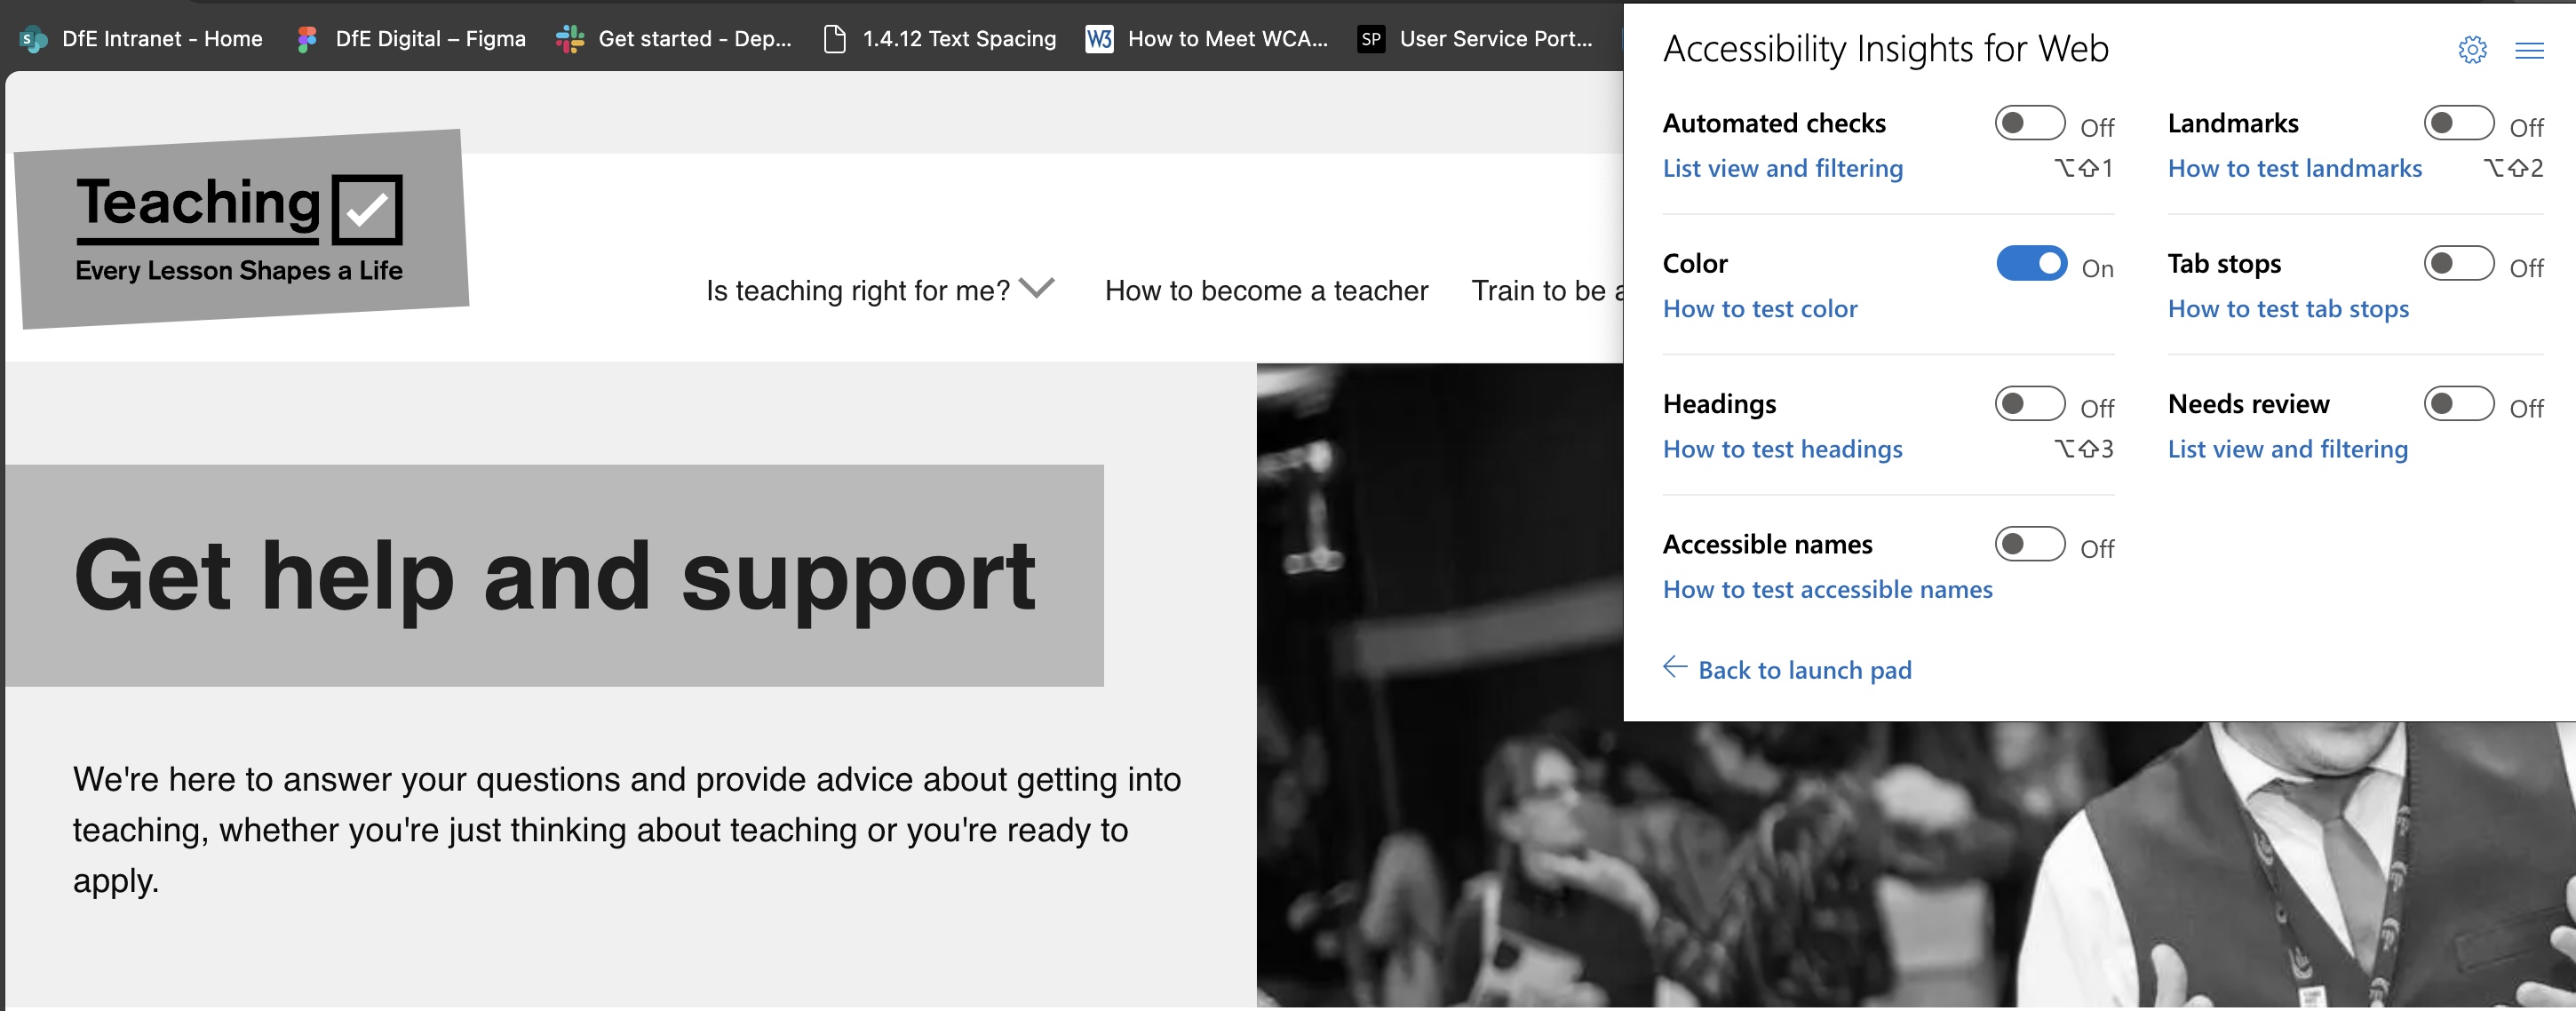 DfE Intranet - Home
DfE Digital – Figma
Get started - Dep...
1.4.12 Text Spacing
W3
How to Meet WCA...
SP
User Service Port...
Teaching
Every Lesson Shapes a Life
Is teaching right for me?
How to become a teacher
Train to be a
Get help and support
We're here to answer your questions and provide advice about getting into
teaching, whether you're just thinking about teaching or you're ready to
apply.
Accessibility Insights for Web
Automated checks
Off
List view and filtering
⌥⇧1
Landmarks
Off
How to test landmarks
⌥⇧2
Color
On
How to test color
Tab stops
Off
How to test tab stops
Headings
Off
How to test headings
⌥⇧3
Needs review
Off
List view and filtering
Accessible names
Off
How to test accessible names
Back to launch pad